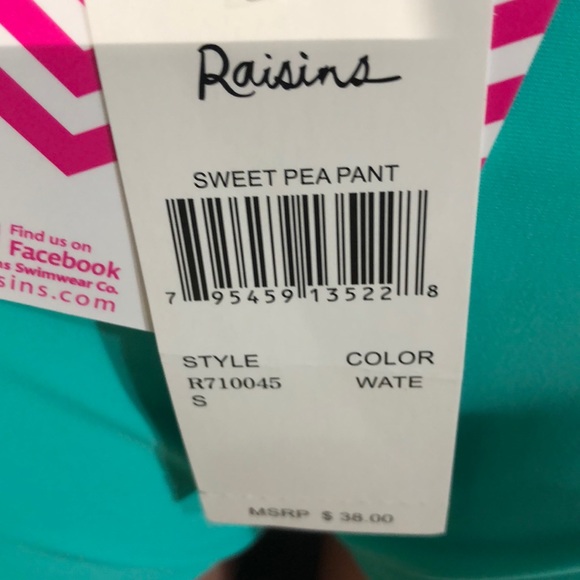 Raisins
SWEET PEA PANT
7 95459 13522 8
STYLE COLOR
R710045 WATE
S
MSRP $ 38.00
Find us on
Facebook
Swimwear Co.
sins.com